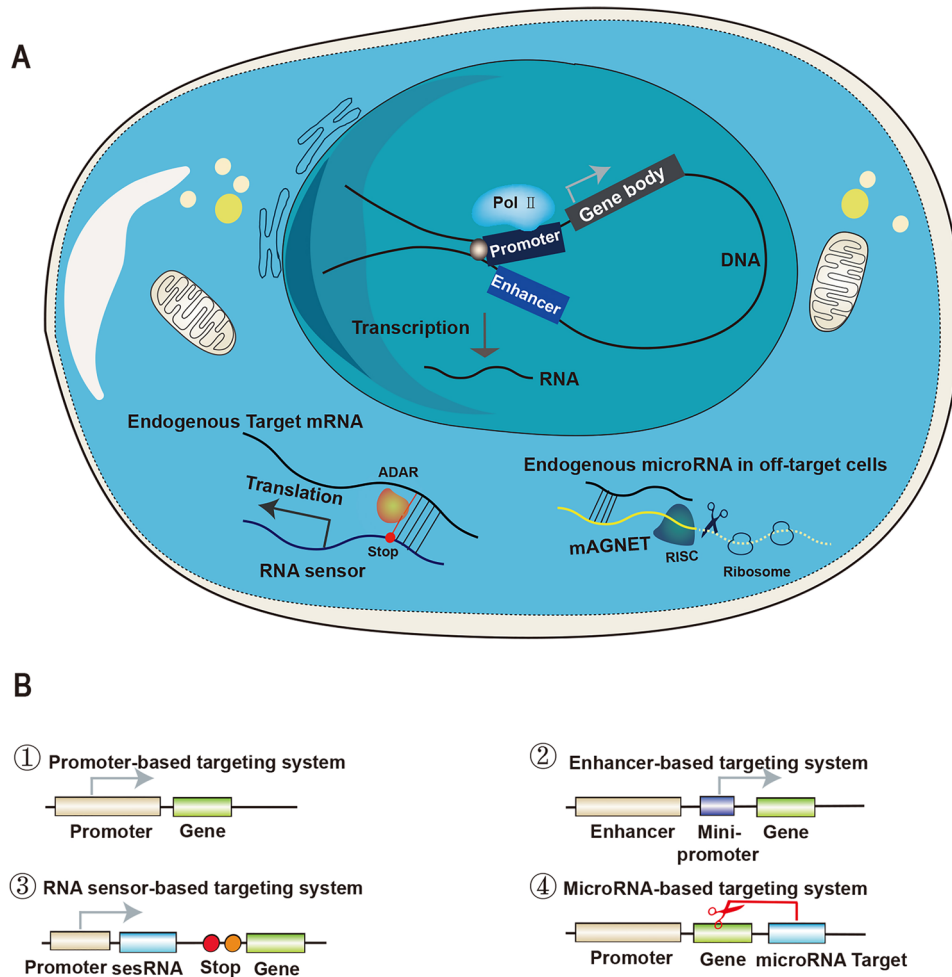 A
Pol II
Gene body
Promoter
Enhancer
DNA
Transcription
RNA
Endogenous Target mRNA
ADAR
Translation
Stop
RNA sensor
Endogenous microRNA in off-target cells
mAGNET
RISC
Ribosome
B
① Promoter-based targeting system
Promoter Gene
② Enhancer-based targeting system
Enhancer Mini-promoter Gene
③ RNA sensor-based targeting system
Promoter sesRNA Stop Gene
④ MicroRNA-based targeting system
Promoter Gene microRNA Target